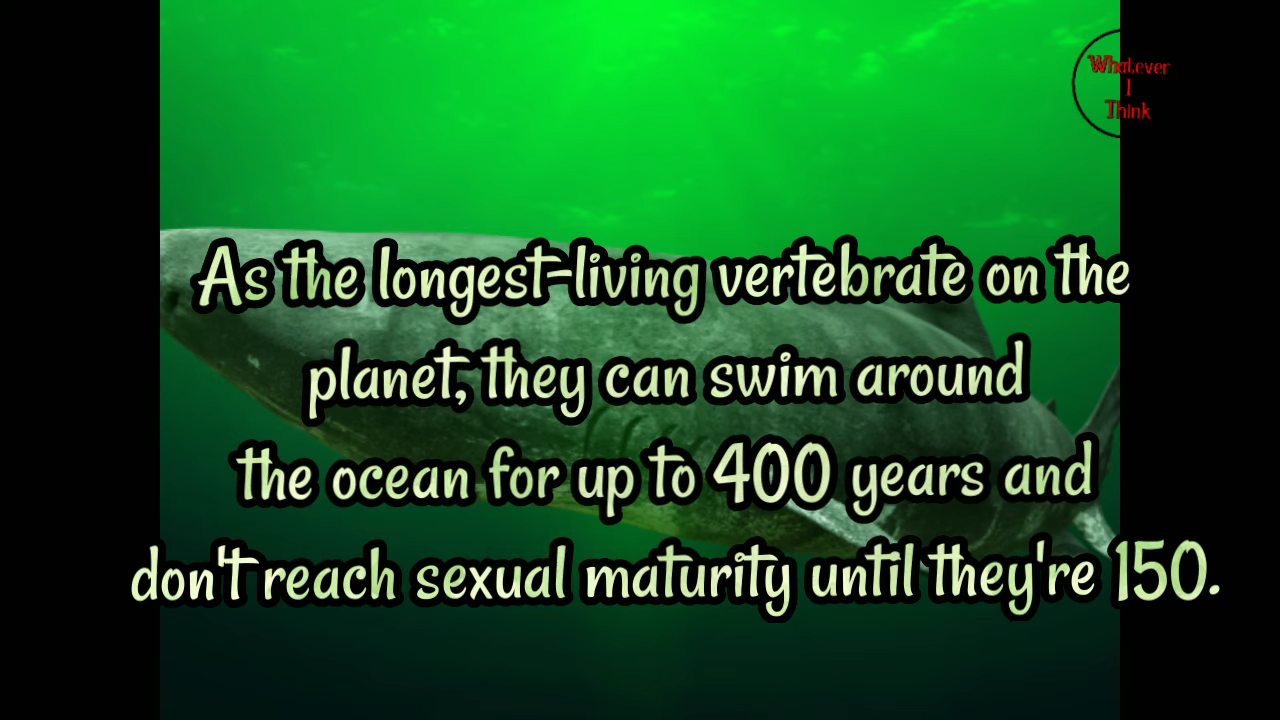 Whatever
I
Think
As the longest-living vertebrate on the
planet, they can swim around
the ocean for up to 400 years and
don't reach sexual maturity until they're 150.